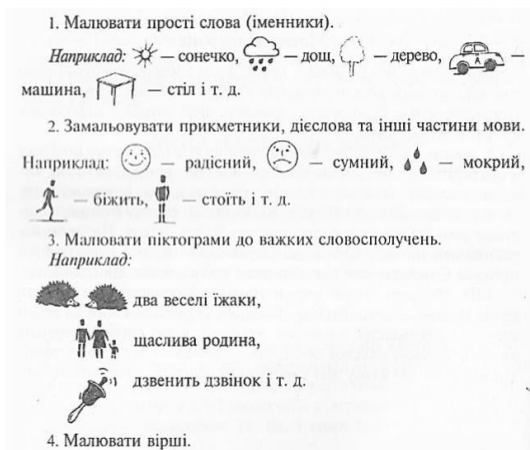 1. Малювати прості слова (іменники).
Наприклад: — сонечко, — дощ, — дерево, —
машина, — стіл і т. д.
2. Замальовувати прикметники, дієслова та інші частини мови.
Наприклад: — радісний, — сумний, — мокрий,
— біжить, — стоїть і т. д.
3. Малювати піктограми до важких словосполучень.
Наприклад:
два веселі їжаки,
щаслива родина,
дзвенить дзвінок і т. д.
4. Малювати вірші.